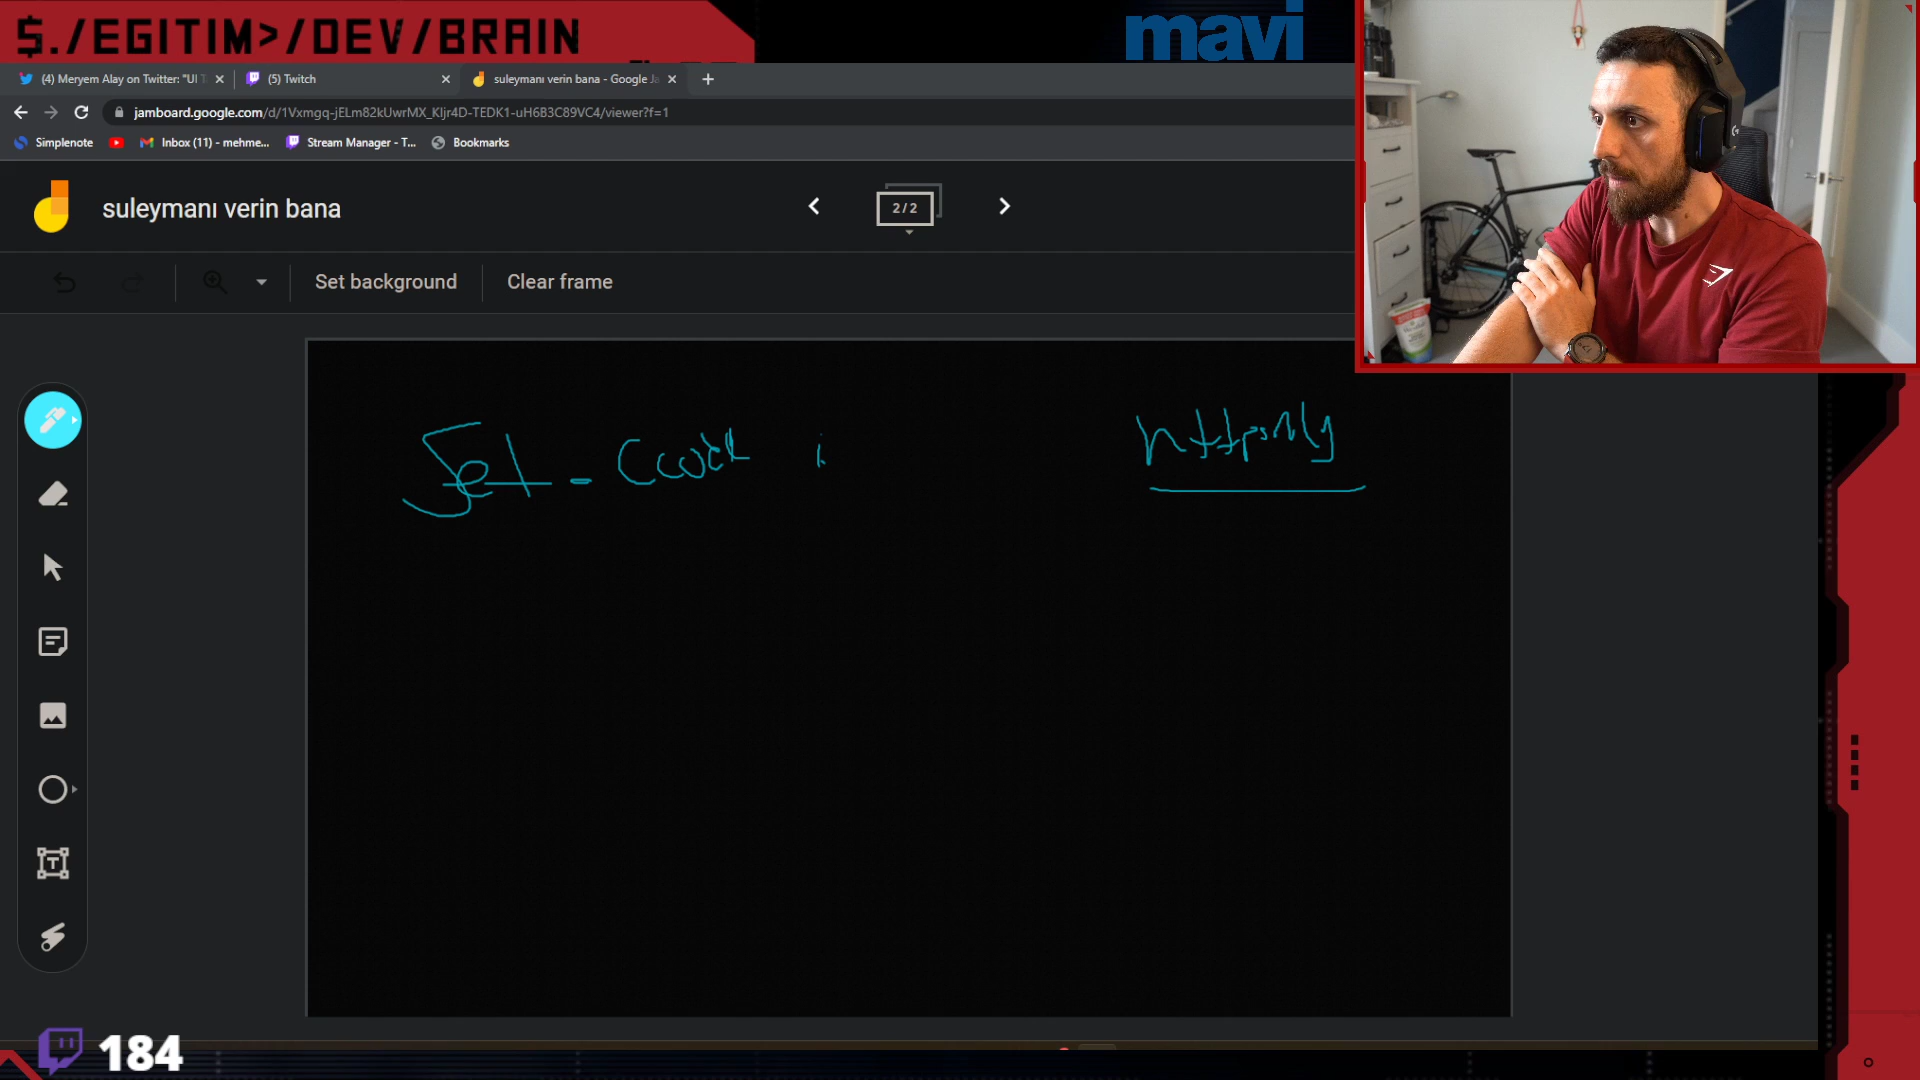 $./EGITIM>/DEV/BRAIN
mavi
(4) Meryem Alay on Twitter: "UI T
(5) Twitch
suleymanı verin bana - Google Ja
jamboard.google.com/d/1Vxmgq-jELm82kUwrMX_KIjr4D-TEDK1-uH6B3C89VC4/viewer?f=1
Simplenote
Inbox (11) - mehme...
Stream Manager - T...
Bookmarks
suleymanı verin bana
2/2
Set background
Clear frame
Set - :
httponly
184